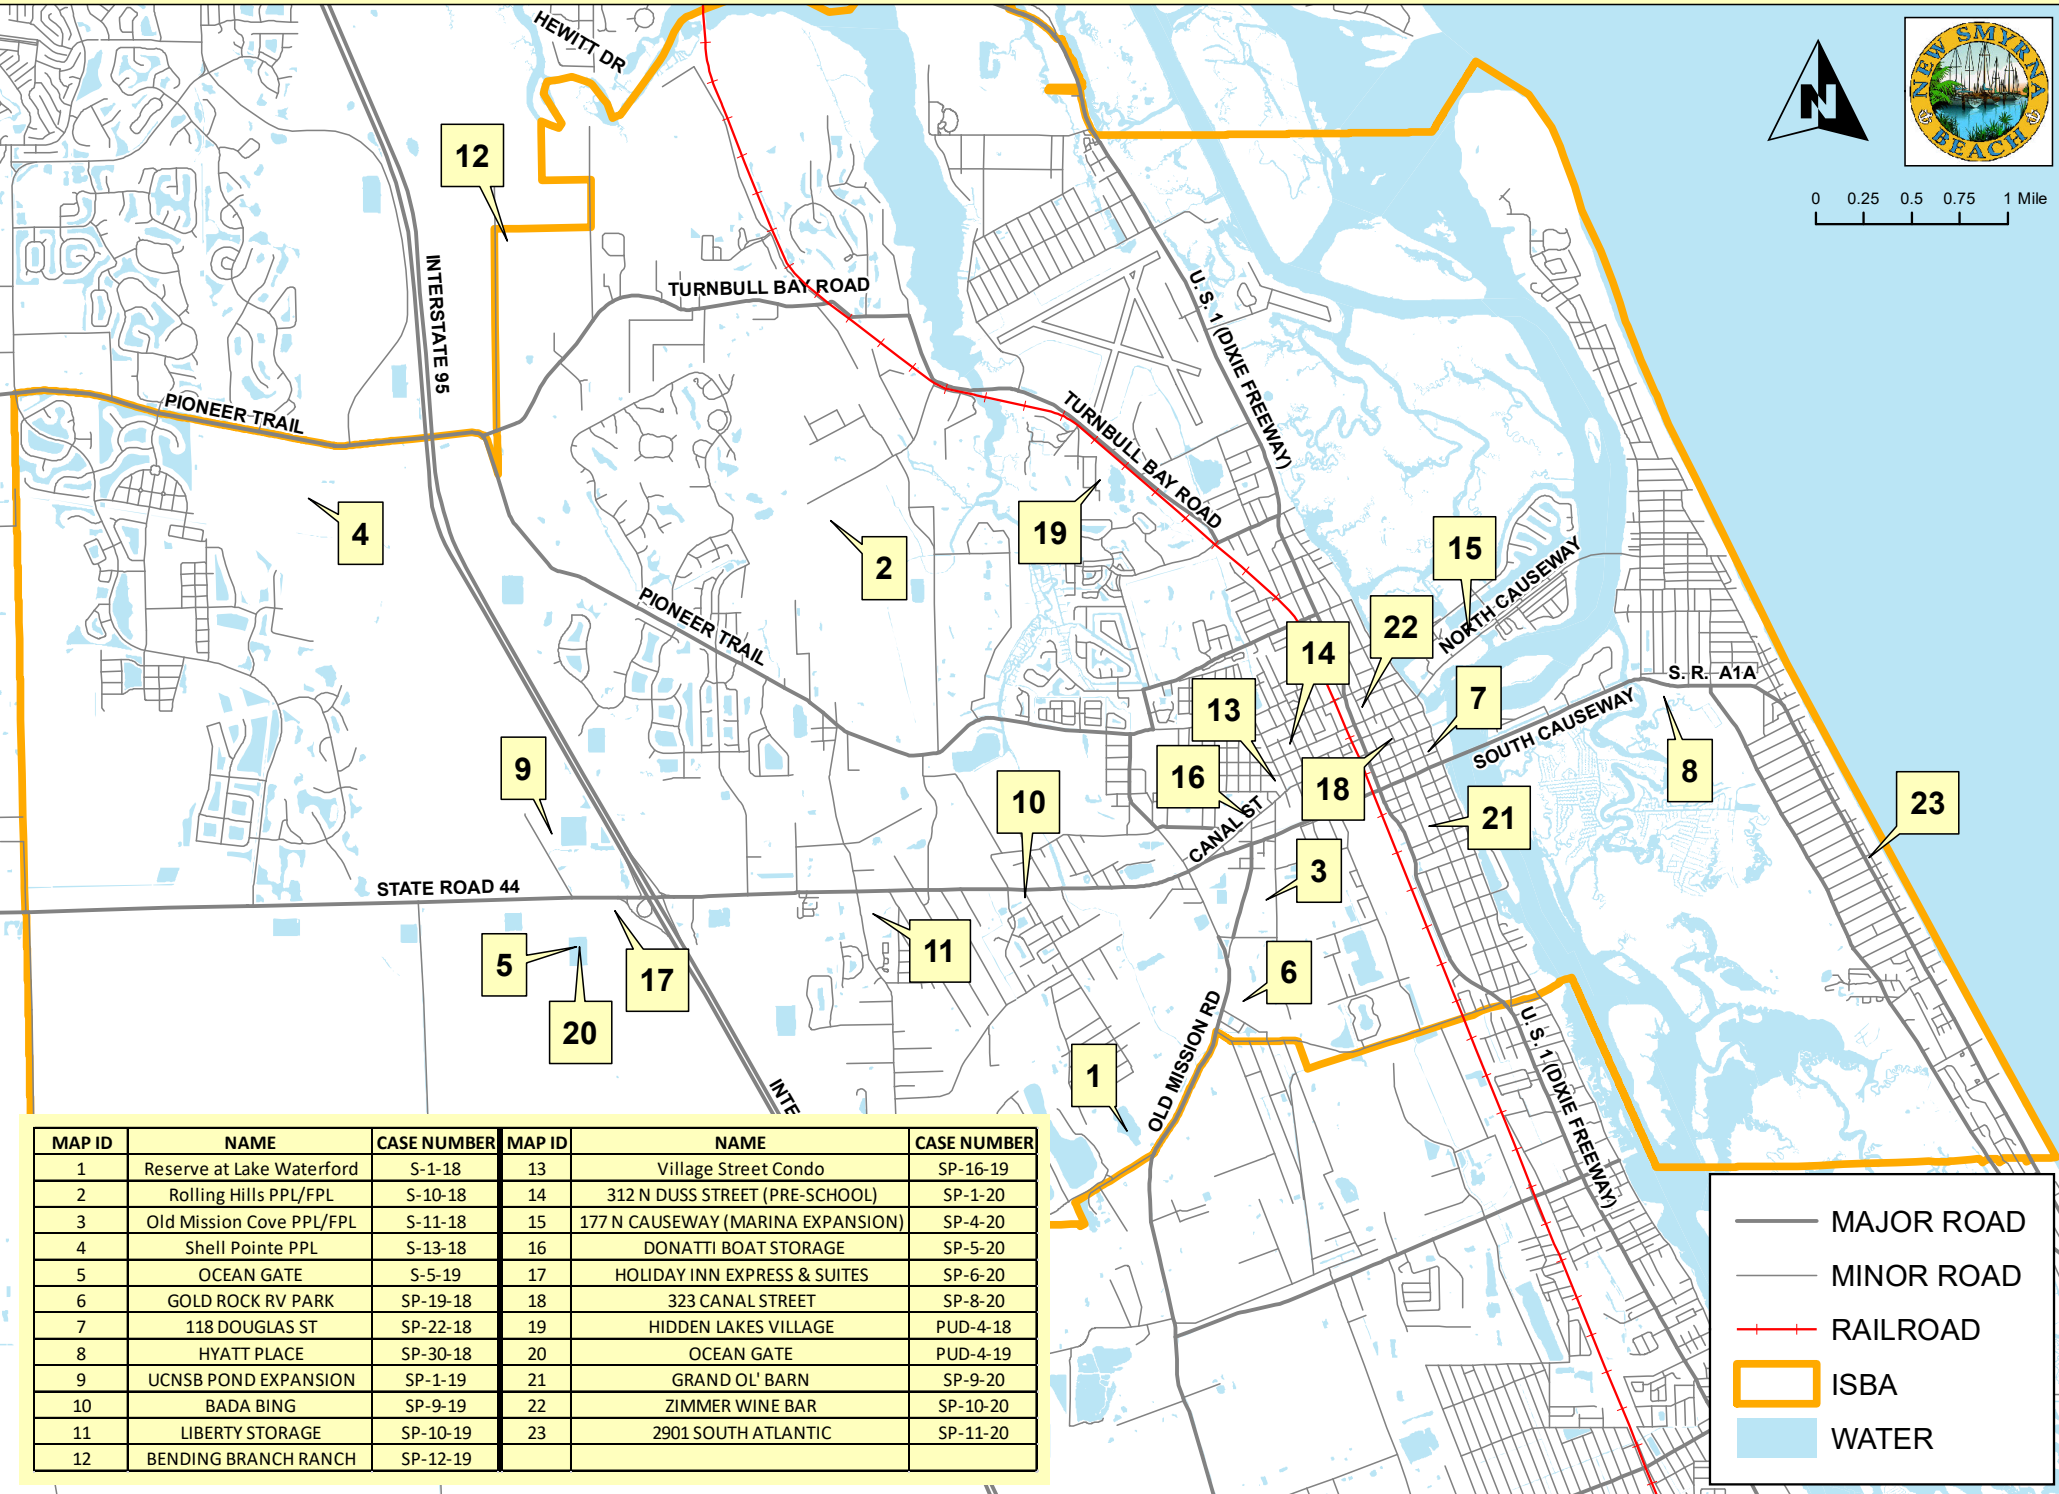 HEWITT DR
NEW SMYRNA
BEACH
N
0 0.25 0.5 0.75 1 Mile
12
INTERSTATE 95
TURNBULL BAY ROAD
U. S. 1 (DIXIE FREEWAY)
PIONEER TRAIL
TURNBULL BAY ROAD
4
19
2
15
NORTH CAUSEWAY
PIONEER TRAIL
22
14
S. R. A1A
7
13
SOUTH CAUSEWAY
9
16
18
8
10
21
23
CANAL ST
3
STATE ROAD 44
11
5
17
6
20
OLD MISSION RD
U. S. 1 (DIXIE FREEWAY)
1
INTE
MAP ID NAME CASE NUMBER MAP ID NAME CASE NUMBER
1 Reserve at Lake Waterford S-1-18 13 Village Street Condo SP-16-19
2 Rolling Hills PPL/FPL S-10-18 14 312 N DUSS STREET (PRE-SCHOOL) SP-1-20
3 Old Mission Cove PPL/FPL S-11-18 15 177 N CAUSEWAY (MARINA EXPANSION) SP-4-20
4 Shell Pointe PPL S-13-18 16 DONATTI BOAT STORAGE SP-5-20
5 OCEAN GATE S-5-19 17 HOLIDAY INN EXPRESS & SUITES SP-6-20
6 GOLD ROCK RV PARK SP-19-18 18 323 CANAL STREET SP-8-20
7 118 DOUGLAS ST SP-22-18 19 HIDDEN LAKES VILLAGE PUD-4-18
8 HYATT PLACE SP-30-18 20 OCEAN GATE PUD-4-19
9 UCNSB POND EXPANSION SP-1-19 21 GRAND OL' BARN SP-9-20
10 BADA BING SP-9-19 22 ZIMMER WINE BAR SP-10-20
11 LIBERTY STORAGE SP-10-19 23 2901 SOUTH ATLANTIC SP-11-20
12 BENDING BRANCH RANCH SP-12-19
MAJOR ROAD
MINOR ROAD
RAILROAD
ISBA
WATER